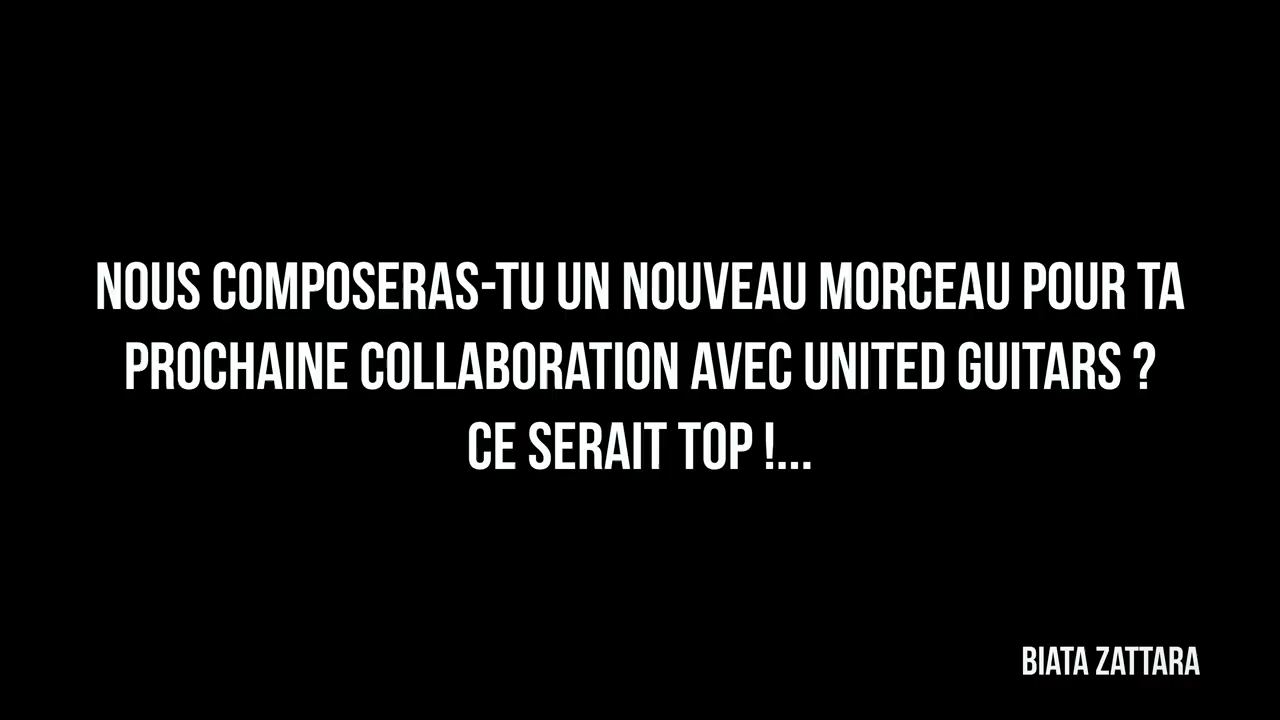 NOUS COMPOSERAS-TU UN NOUVEAU MORCEAU POUR TA
PROCHAINE COLLABORATION AVEC UNITED GUITARS ?
CE SERAIT TOP !...
BIATA ZATTARA